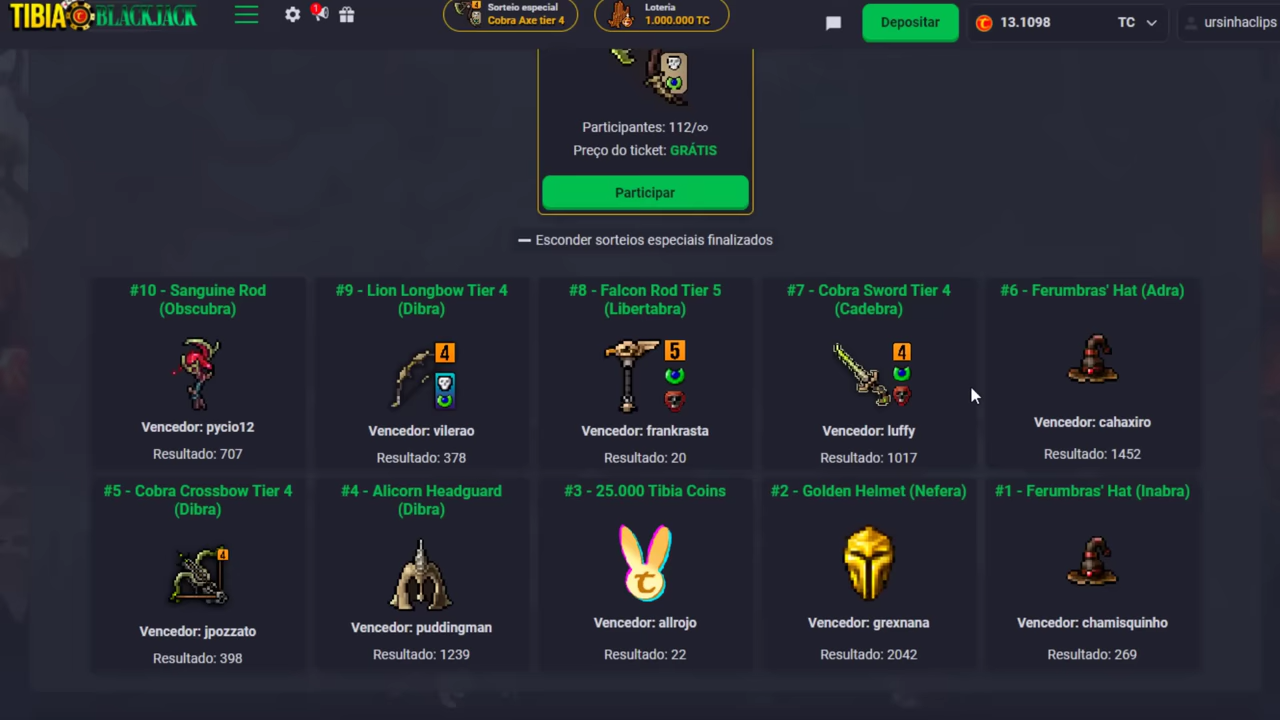 TIBIA BLACKJACK
1
4
Sorteio especial
Cobra Axe tier 4
Loteria
1.000.000 TC
Depositar
13.1098
TC
ursinhaclips
Participantes: 112/∞
Preço do ticket: GRÁTIS
Participar
Esconder sorteios especiais finalizados
#10 - Sanguine Rod
(Obscubra)
Vencedor: pycio12
Resultado: 707
#9 - Lion Longbow Tier 4
(Dibra)
4
Vencedor: vilerao
Resultado: 378
#8 - Falcon Rod Tier 5
(Libertabra)
5
Vencedor: frankrasta
Resultado: 20
#7 - Cobra Sword Tier 4
(Cadebra)
4
Vencedor: luffy
Resultado: 1017
#6 - Ferumbras' Hat (Adra)
Vencedor: cahaxiro
Resultado: 1452
#5 - Cobra Crossbow Tier 4
(Dibra)
4
Vencedor: jpozzato
Resultado: 398
#4 - Alicorn Headguard
(Dibra)
Vencedor: puddingman
Resultado: 1239
#3 - 25.000 Tibia Coins
Vencedor: allrojo
Resultado: 22
#2 - Golden Helmet (Nefera)
Vencedor: grexnana
Resultado: 2042
#1 - Ferumbras' Hat (Inabra)
Vencedor: chamisquinho
Resultado: 269